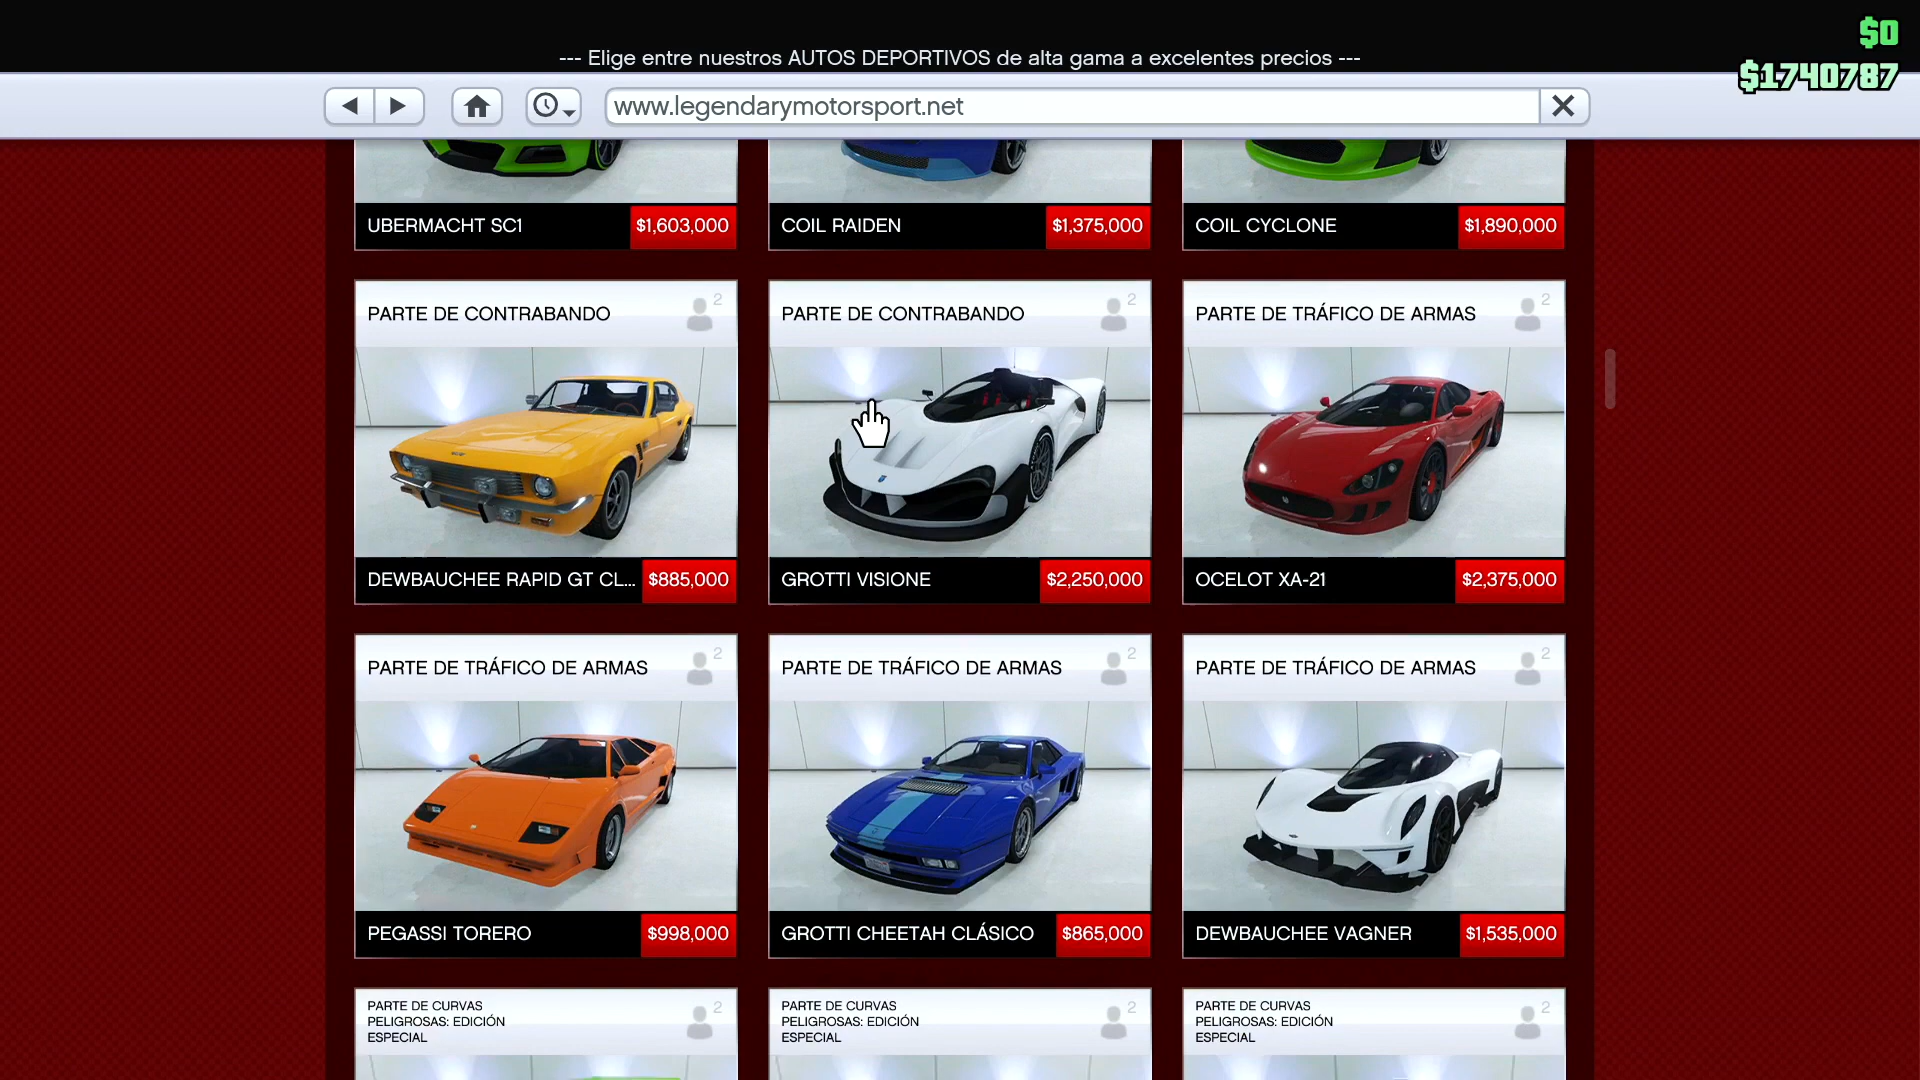 $0
--- Elige entre nuestros AUTOS DEPORTIVOS de alta gama a excelentes precios ---
$1740787
www.legendarymotorsport.net
UBERMACHT SC1 $1,603,000
COIL RAIDEN $1,375,000
COIL CYCLONE $1,890,000
PARTE DE CONTRABANDO 2
PARTE DE CONTRABANDO 2
PARTE DE TRÁFICO DE ARMAS 2
DEWBAUCHEE RAPID GT CL... $885,000
GROTTI VISIONE $2,250,000
OCELOT XA-21 $2,375,000
PARTE DE TRÁFICO DE ARMAS 2
PARTE DE TRÁFICO DE ARMAS 2
PARTE DE TRÁFICO DE ARMAS 2
PEGASSI TORERO $998,000
GROTTI CHEETAH CLÁSICO $865,000
DEWBAUCHEE VAGNER $1,535,000
PARTE DE CURVAS 2
PELIGROSAS: EDICIÓN
ESPECIAL
PARTE DE CURVAS 2
PELIGROSAS: EDICIÓN
ESPECIAL
PARTE DE CURVAS 2
PELIGROSAS: EDICIÓN
ESPECIAL